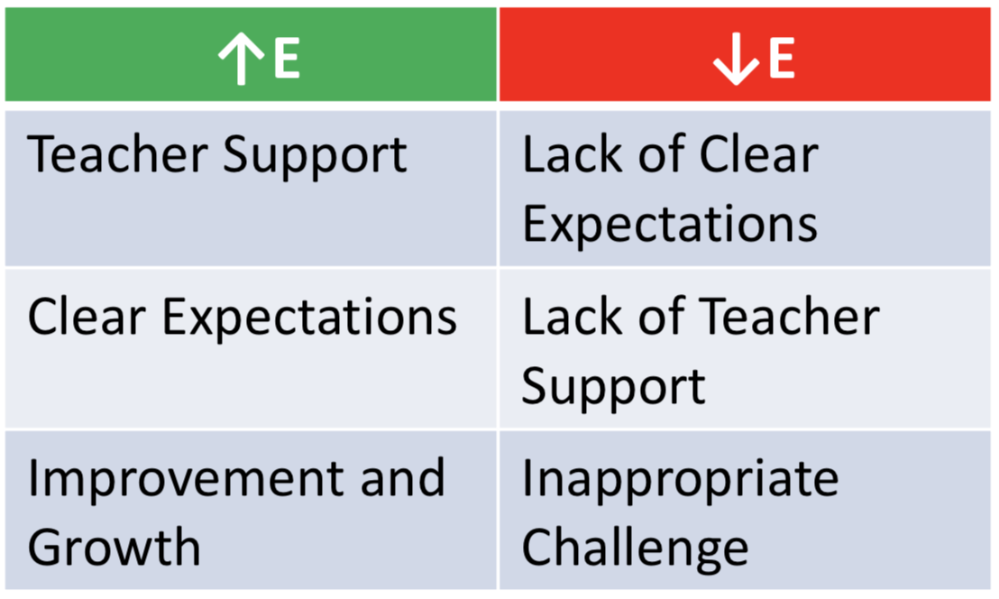 ↑E
↓E
Teacher Support
Lack of Clear
Expectations
Clear Expectations
Lack of Teacher
Support
Improvement and
Growth
Inappropriate
Challenge